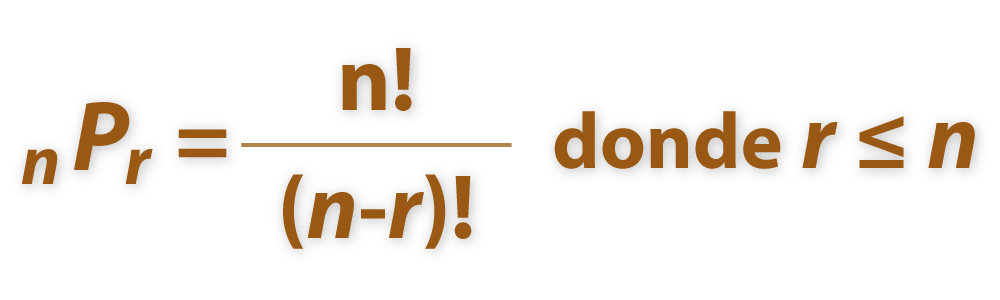 nPr = n!/(n-r)! donde r ≤ n